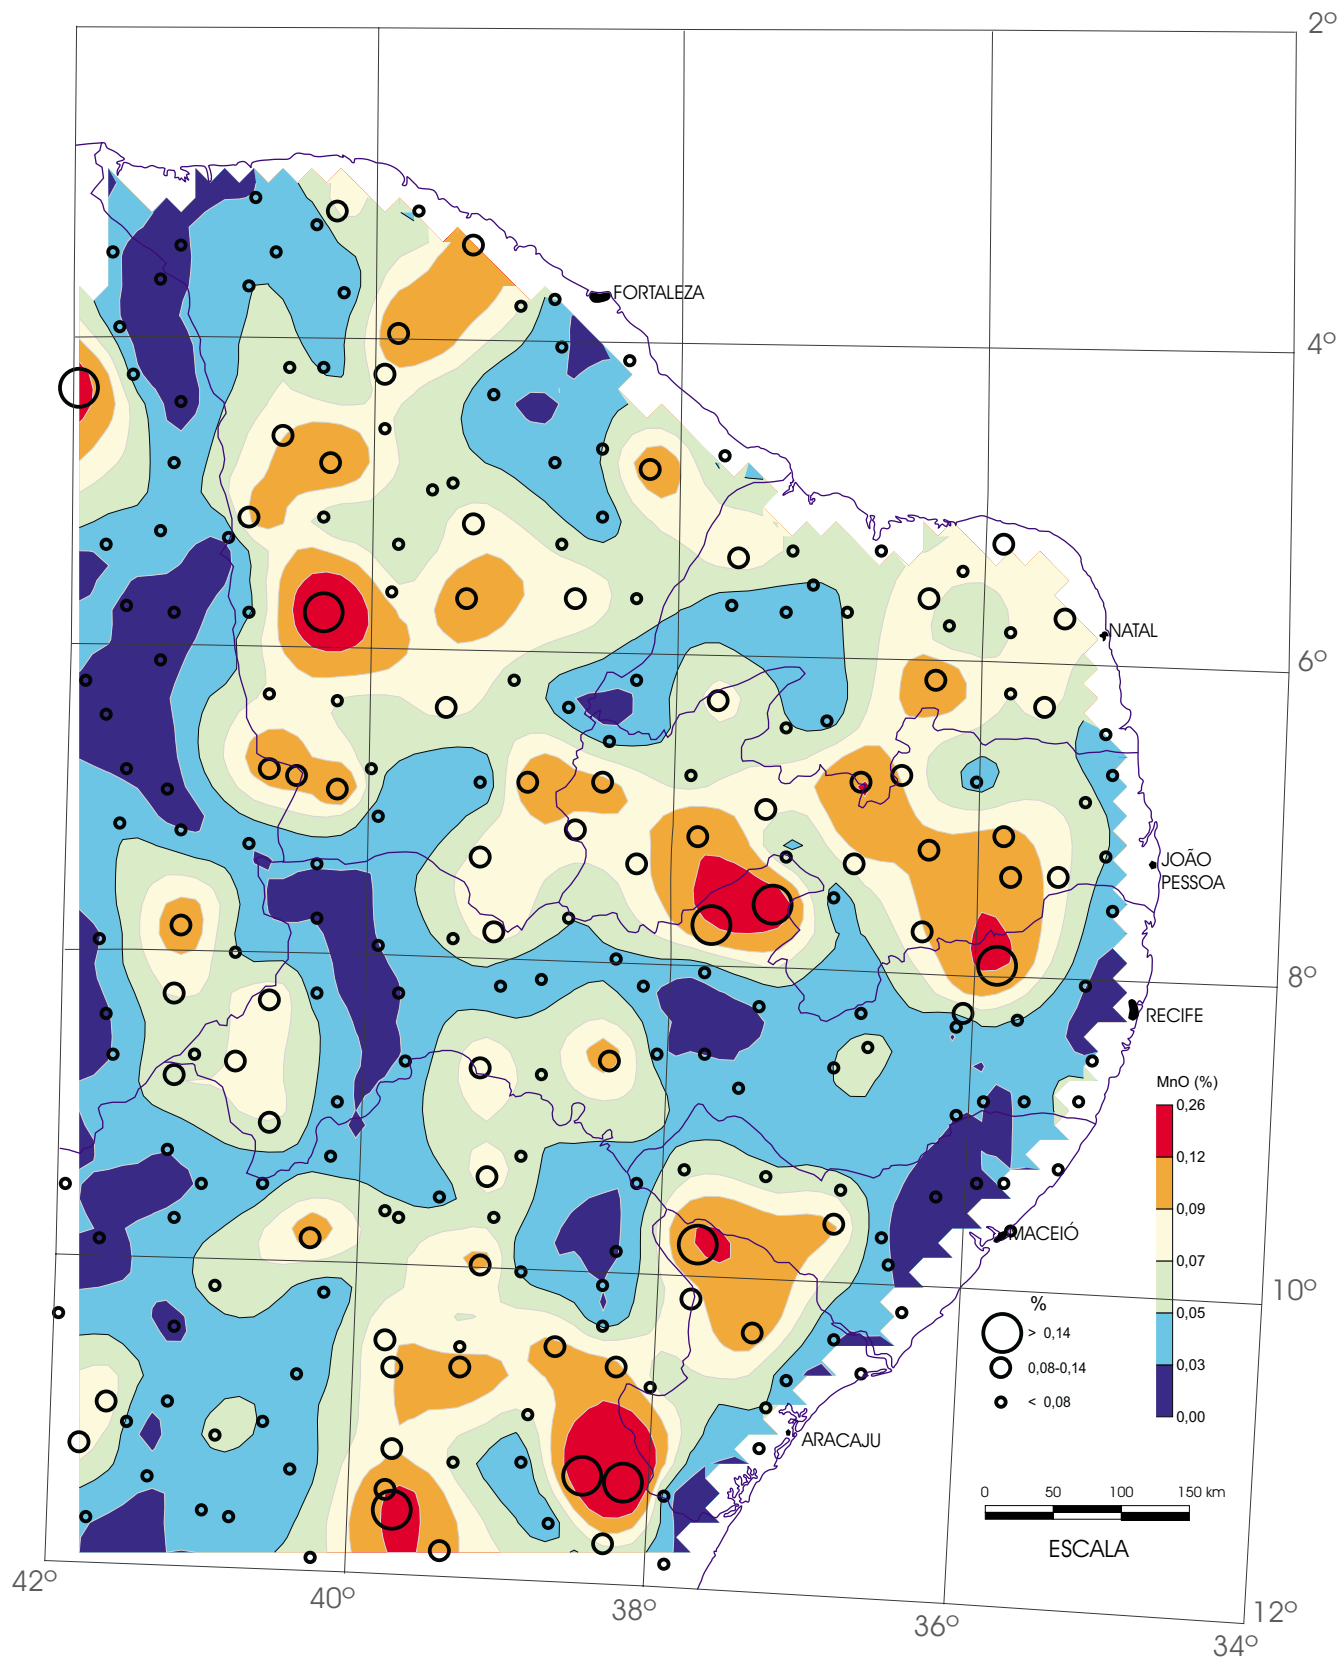 2º
FORTALEZA
4º
NATAL
6º
JOÃO
PESSOA
8º
RECIFE
MnO (%)
0,26
0,12
0,09
0,07
0,05
0,03
0,00
MACEIÓ
10º
%
> 0,14
0,08-0,14
< 0,08
ARACAJU
0 50 100 150 km
ESCALA
42º
40º
38º
36º
12º
34º